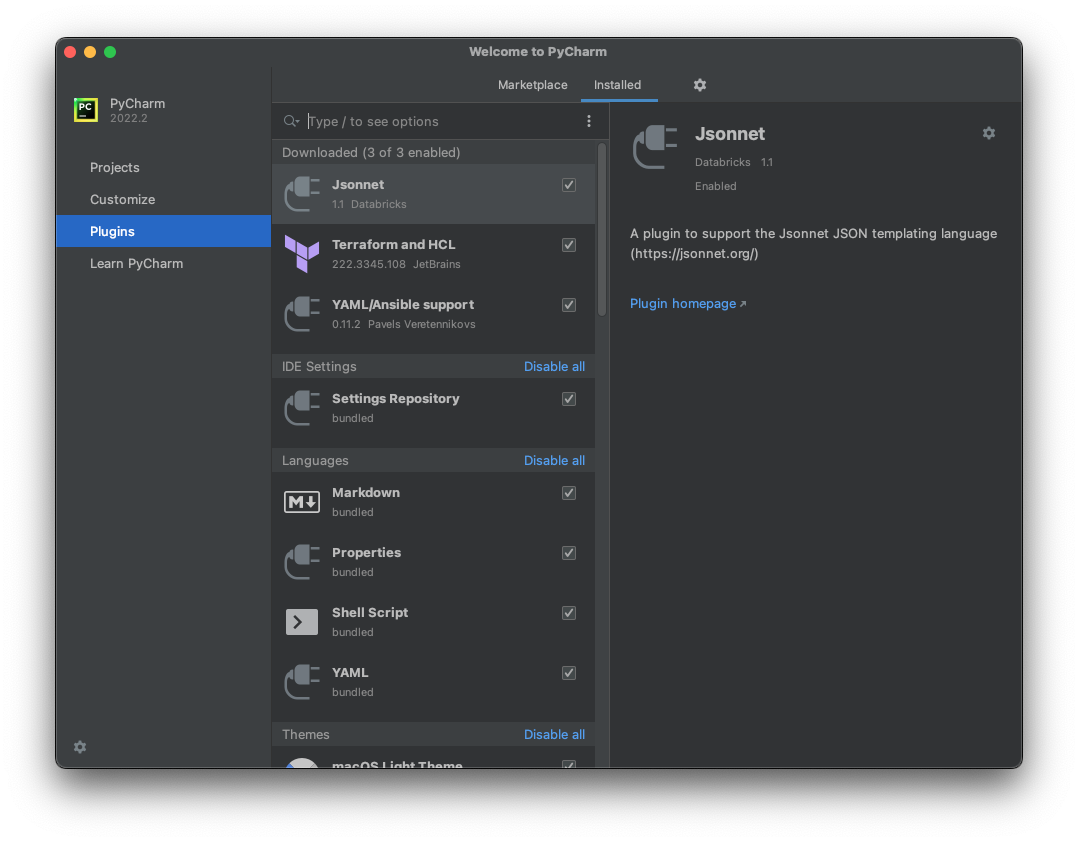 Welcome to PyCharm
PC
PyCharm
2022.2
Projects
Customize
Plugins
Learn PyCharm
Marketplace
Installed
Type / to see options
Downloaded (3 of 3 enabled)
Jsonnet
1.1 Databricks
Terraform and HCL
222.3345.108 JetBrains
YAML/Ansible support
0.11.2 Pavels Veretennikovs
IDE Settings Disable all
Settings Repository
bundled
Languages Disable all
Markdown
bundled
Properties
bundled
Shell Script
bundled
YAML
bundled
Themes Disable all
macOS Light Theme
Jsonnet
Databricks 1.1
Enabled
A plugin to support the Jsonnet JSON templating language
(https://jsonnet.org/)
Plugin homepage